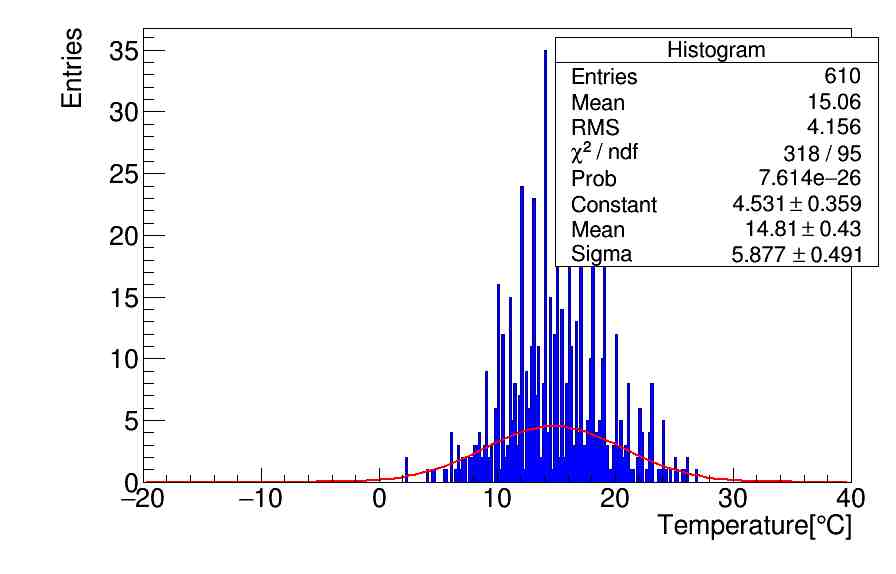 Entries
35
30
25
20
15
10
5
0
−20
−10
0
10
20
30
40
Temperature[°C]
Histogram
Entries 610
Mean 15.06
RMS 4.156
χ² / ndf 318 / 95
Prob 7.614e−26
Constant 4.531 ± 0.359
Mean 14.81 ± 0.43
Sigma 5.877 ± 0.491